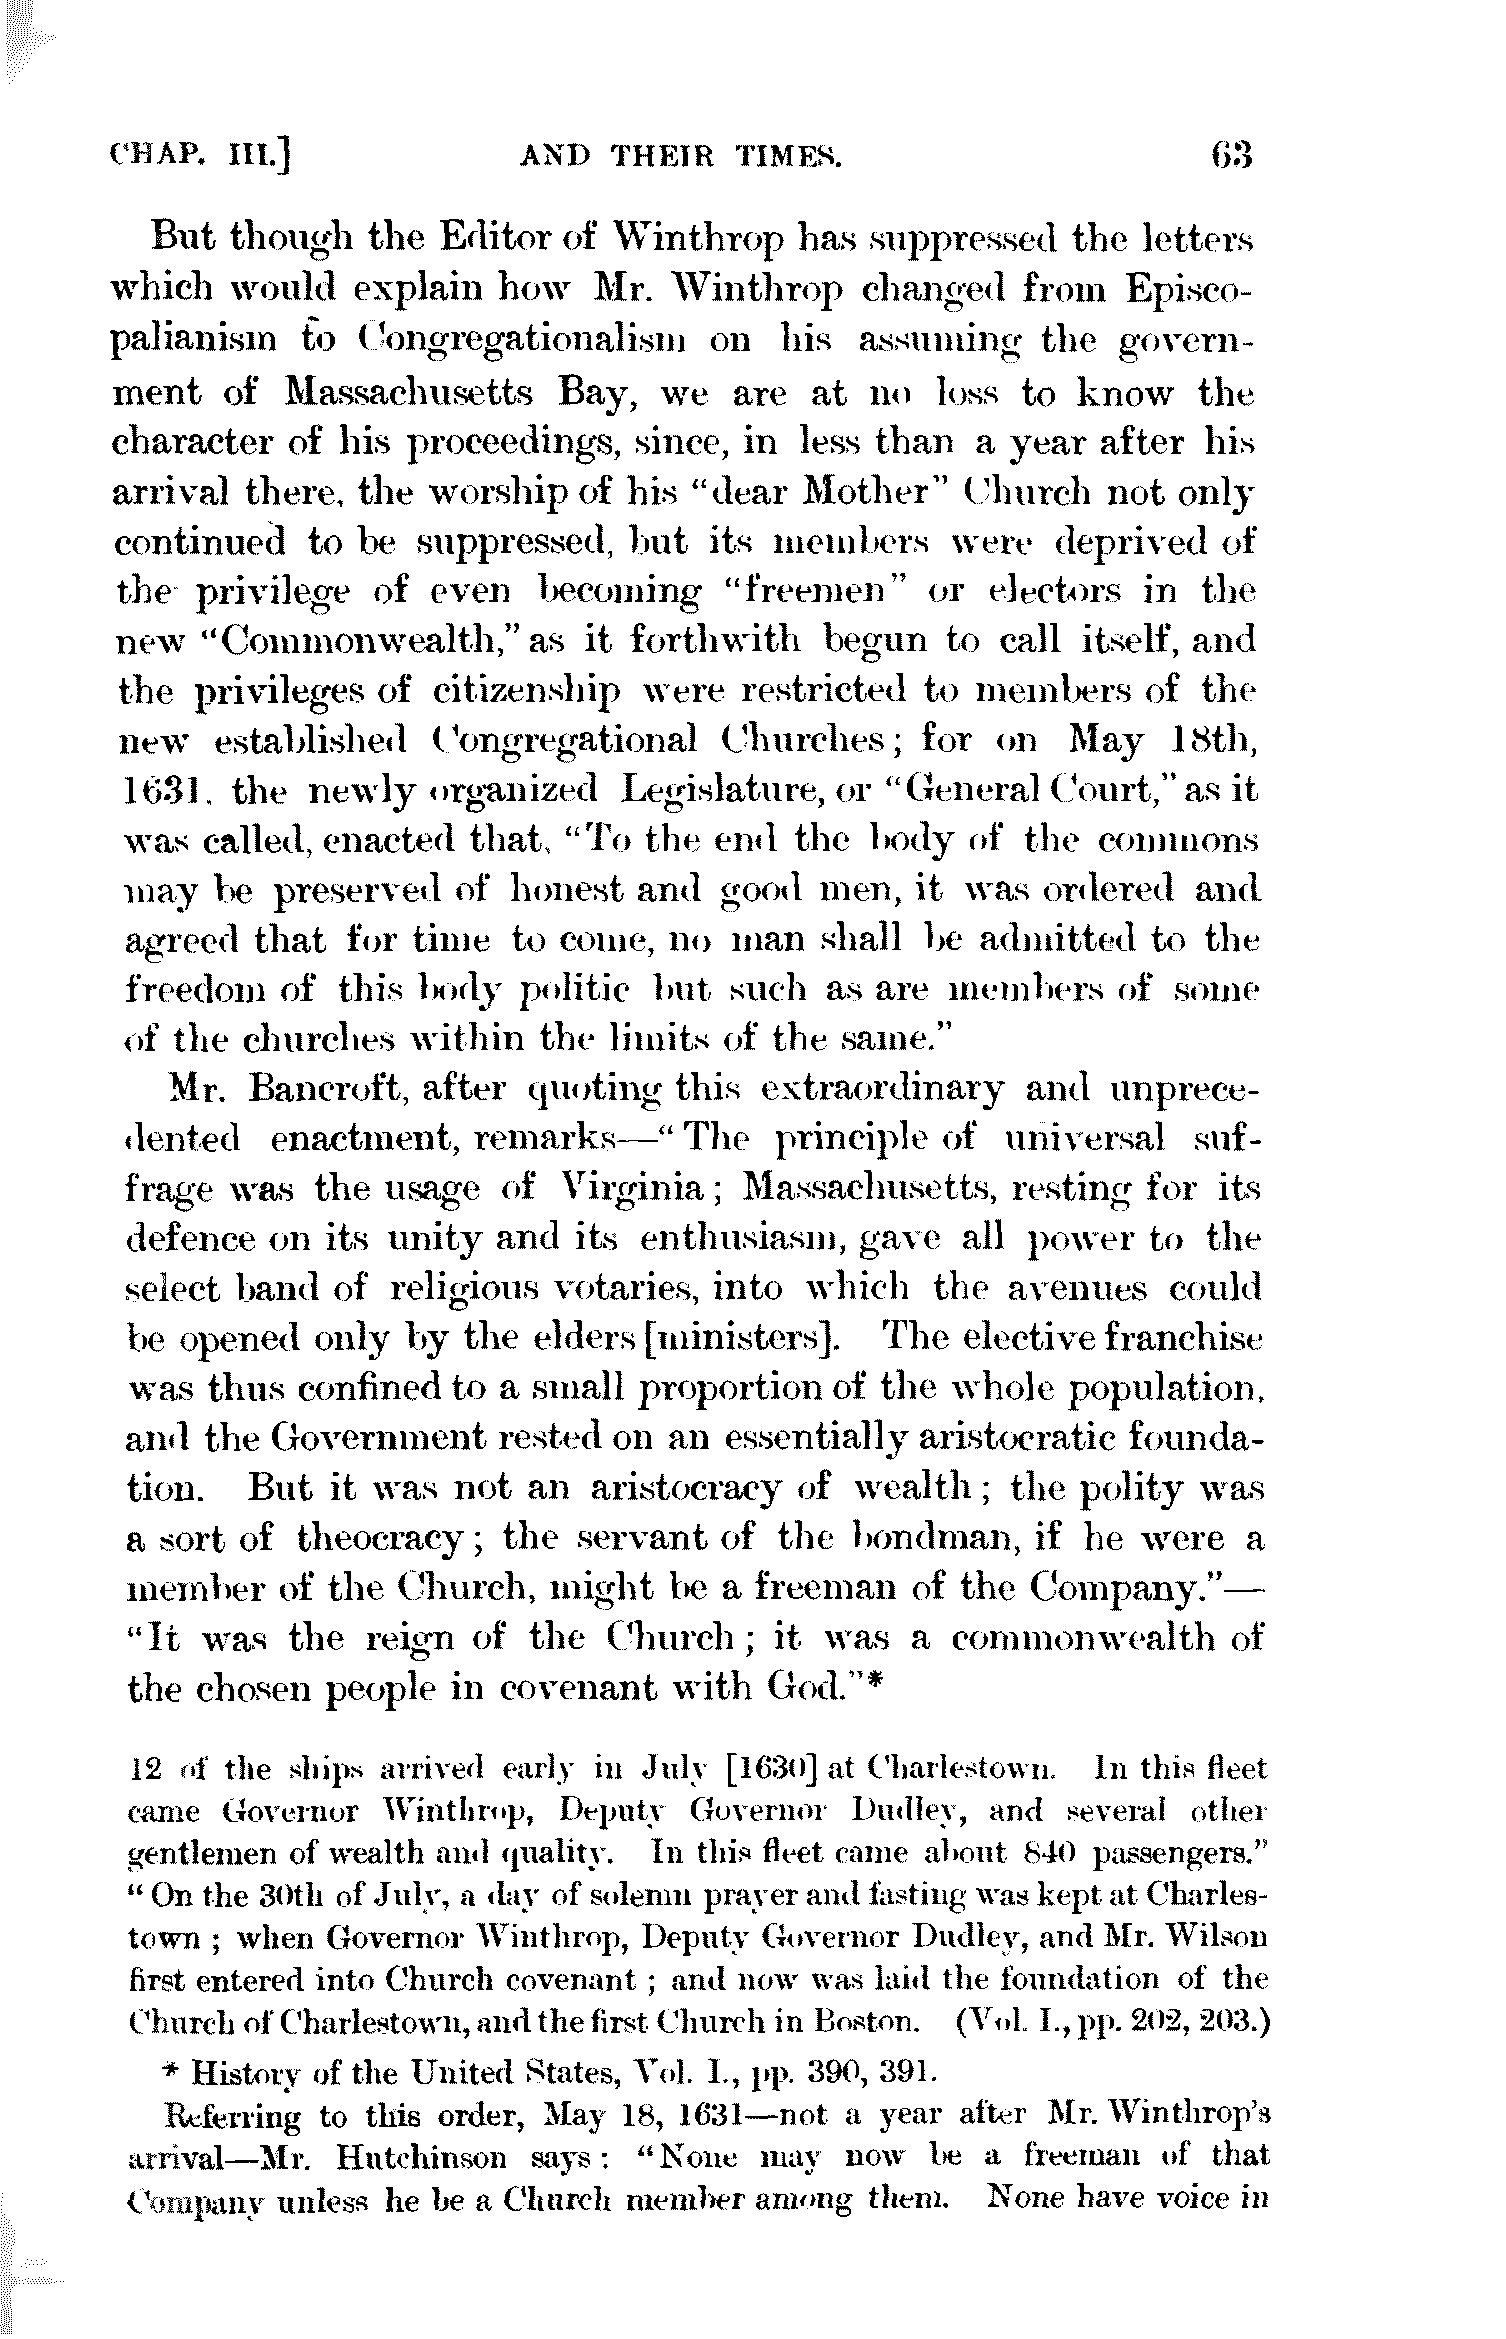 CHAP. III.] AND THEIR TIMES. 63
But though the Editor of Winthrop has suppressed the letters
which would explain how Mr. Winthrop changed from Episco-
palianism to Congregationalism on his assuming the govern-
ment of Massachusetts Bay, we are at no loss to know the
character of his proceedings, since, in less than a year after his
arrival there, the worship of his "dear Mother" Church not only
continued to be suppressed, but its members were deprived of
the privilege of even becoming "freemen" or electors in the
new "Commonwealth," as it forthwith begun to call itself, and
the privileges of citizenship were restricted to members of the
new established Congregational Churches; for on May 18th,
1631, the newly organized Legislature, or "General Court," as it
was called, enacted that, "To the end the body of the commons
may be preserved of honest and good men, it was ordered and
agreed that for time to come, no man shall be admitted to the
freedom of this body politic but such as are members of some
of the churches within the limits of the same."
Mr. Bancroft, after quoting this extraordinary and unprece-
dented enactment, remarks—"The principle of universal suf-
frage was the usage of Virginia; Massachusetts, resting for its
defence on its unity and its enthusiasm, gave all power to the
select band of religious votaries, into which the avenues could
be opened only by the elders [ministers]. The elective franchise
was thus confined to a small proportion of the whole population,
and the Government rested on an essentially aristocratic founda-
tion. But it was not an aristocracy of wealth; the polity was
a sort of theocracy; the servant of the bondman, if he were a
member of the Church, might be a freeman of the Company."—
"It was the reign of the Church; it was a commonwealth of
the chosen people in covenant with God."*
12 of the ships arrived early in July [1630] at Charlestown. In this fleet
came Governor Winthrop, Deputy Governor Dudley, and several other
gentlemen of wealth and quality. In this fleet came about 840 passengers."
"On the 30th of July, a day of solemn prayer and fasting was kept at Charles-
town; when Governor Winthrop, Deputy Governor Dudley, and Mr. Wilson
first entered into Church covenant; and now was laid the foundation of the
Church of Charlestown, and the first Church in Boston. (Vol. I., pp. 202, 203.)
* History of the United States, Vol. I., pp. 390, 391.
Referring to this order, May 18, 1631—not a year after Mr. Winthrop's
arrival—Mr. Hutchinson says: "None may now be a freeman of that
Company unless he be a Church member among them. None have voice in